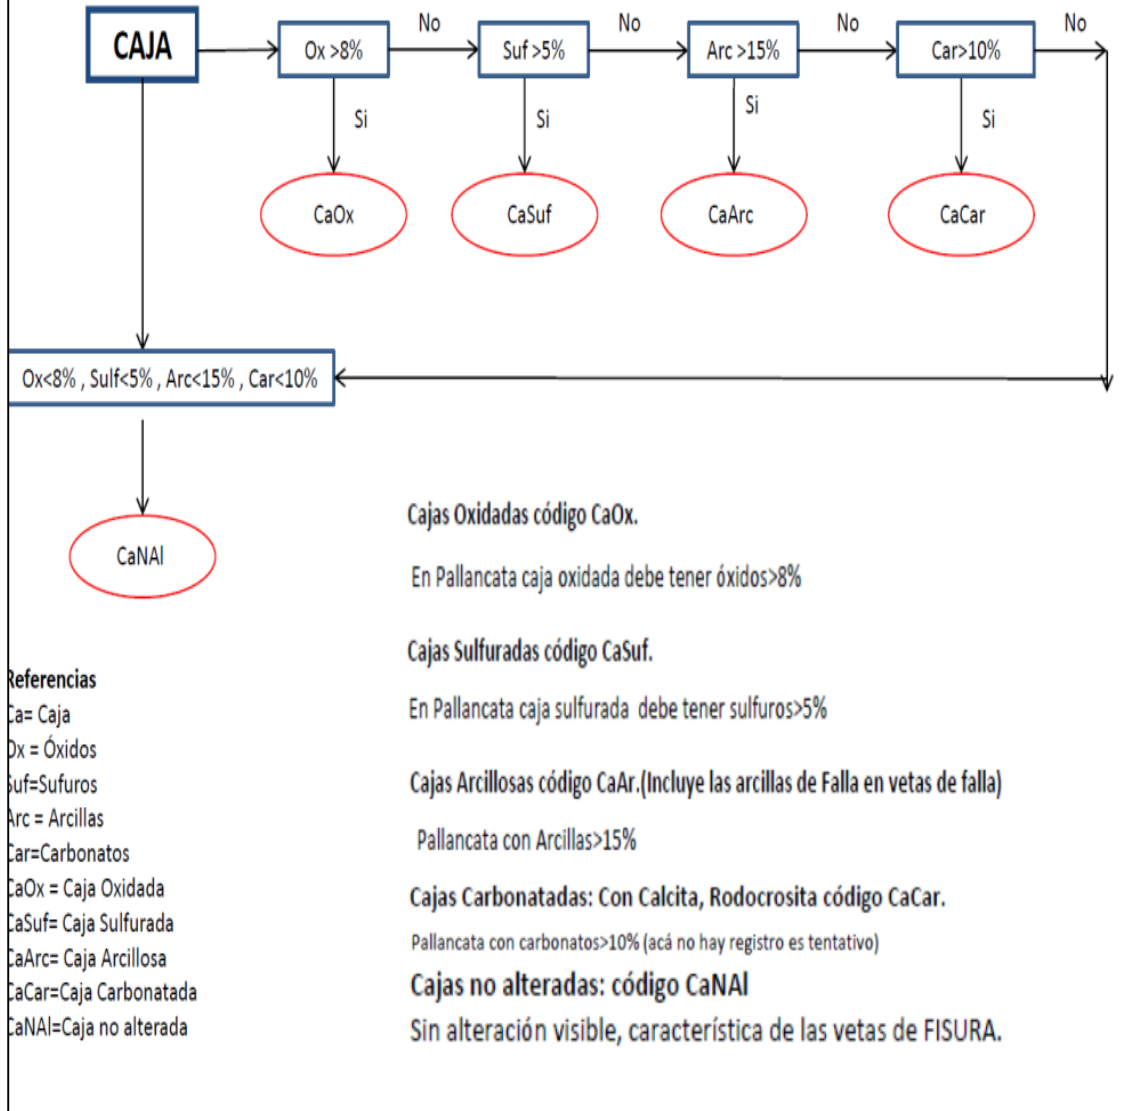 CAJA
Ox >8%
No
Suf >5%
No
Arc >15%
No
Car>10%
No
Si
Si
Si
Si
CaOx
CaSuf
CaArc
CaCar
Ox<8% , Sulf<5% , Arc<15% , Car<10%
CaNAl
Cajas Oxidadas código CaOx.
En Pallancata caja oxidada debe tener óxidos>8%
Cajas Sulfuradas código CaSuf.
En Pallancata caja sulfurada debe tener sulfuros>5%
Cajas Arcillosas código CaAr.(Incluye las arcillas de Falla en vetas de falla)
Pallancata con Arcillas>15%
Cajas Carbonatadas: Con Calcita, Rodocrosita código CaCar.
Pallancata con carbonatos>10% (acá no hay registro es tentativo)
Cajas no alteradas: código CaNAl
Sin alteración visible, característica de las vetas de FISURA.
Referencias
Ca= Caja
Ox = Óxidos
Suf=Sufuros
Arc = Arcillas
Car=Carbonatos
CaOx = Caja Oxidada
CaSuf= Caja Sulfurada
CaArc= Caja Arcillosa
CaCar=Caja Carbonatada
CaNAl=Caja no alterada